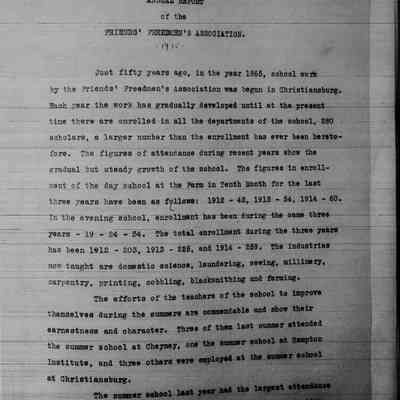 ANNUAL REPORT
of the
FRIENDS' FREEDMEN'S ASSOCIATION.
1915
Just fifty years ago, in the year 1865, school work
by the Friends' Freedmen's Association was begun in Christiansburg.
Each year the work has gradually developed until at the present
time there are enrolled in all the departments of the school, 280
scholars, a larger number than the enrollment has ever been hereto-
fore. The figures of attendance during recent years show the
gradual but steady growth of the school. The figures in enroll-
ment of the day school at the Farm in Tenth Month for the last
three years have been as follows: 1912 - 42, 1913 - 54, 1914 - 60.
In the evening school, enrollment has been during the same three
years - 19 - 24 - 34. The total enrollment during the three years
has been 1912 - 203, 1913 - 228, and 1914 - 259. The industries
now taught are domestic science, laundering, sewing, millinery,
carpentry, printing, cobbling, blacksmithing and farming.
The efforts of the teachers of the school to improve
themselves during the summers are commendable and show their
earnestness and character. Three of them last summer attended
the summer school at Cheyney, one the summer school at Hampton
Institute, and three others were employed at the summer school
at Christiansburg.
The summer school last year had the largest attendance